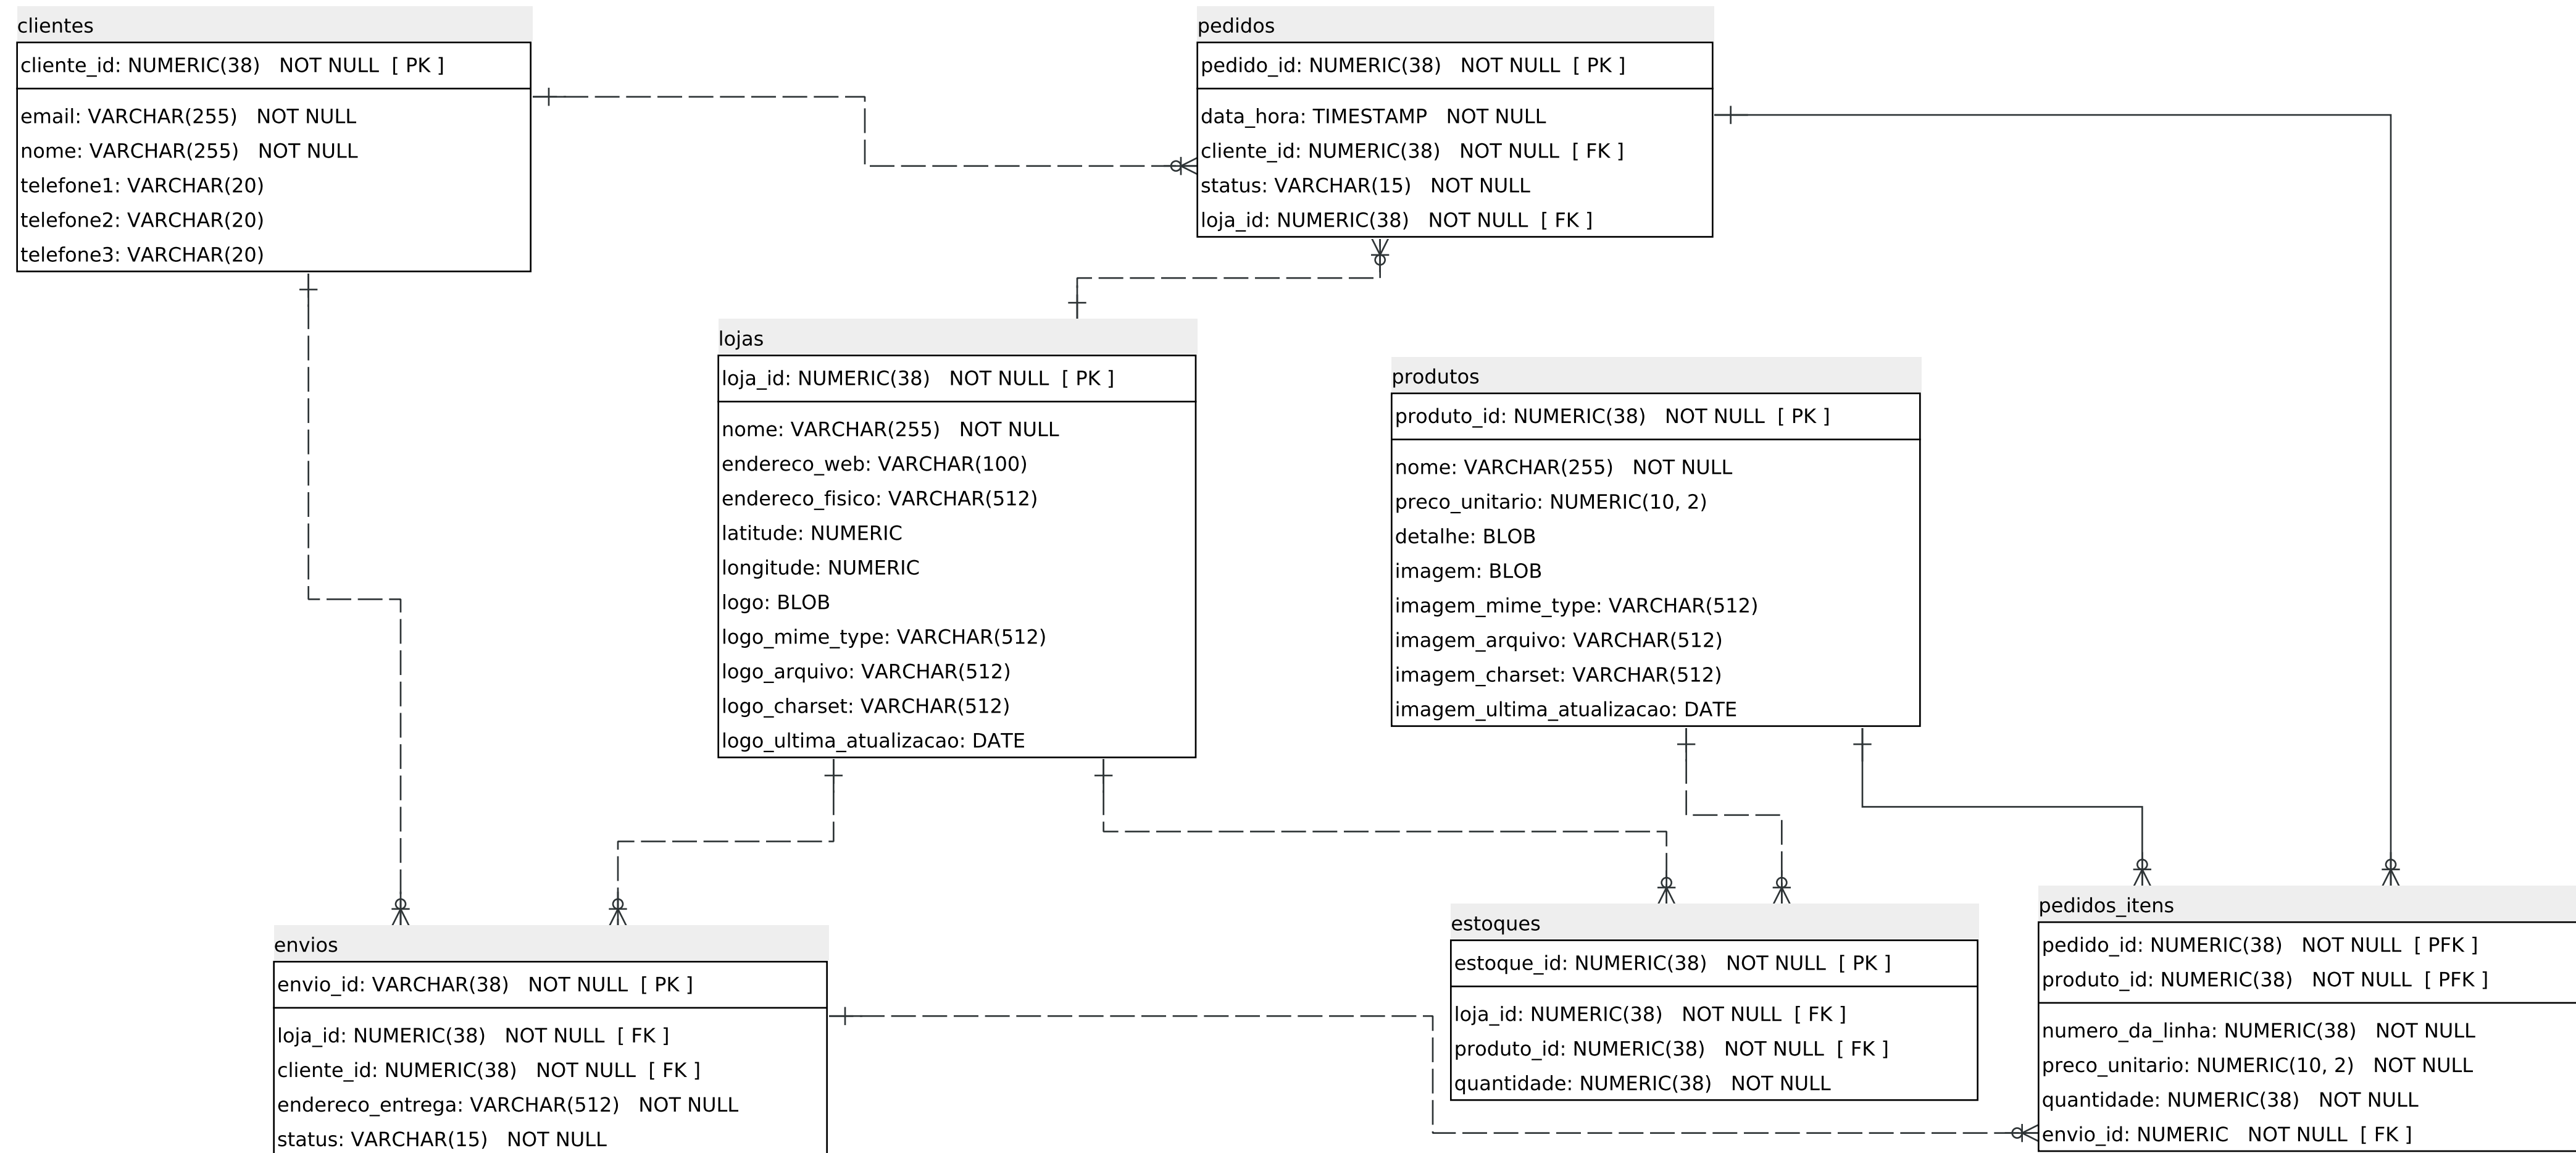 clientes
cliente_id: NUMERIC(38) NOT NULL [ PK ]
email: VARCHAR(255) NOT NULL
nome: VARCHAR(255) NOT NULL
telefone1: VARCHAR(20)
telefone2: VARCHAR(20)
telefone3: VARCHAR(20)
pedidos
pedido_id: NUMERIC(38) NOT NULL [ PK ]
data_hora: TIMESTAMP NOT NULL
cliente_id: NUMERIC(38) NOT NULL [ FK ]
status: VARCHAR(15) NOT NULL
loja_id: NUMERIC(38) NOT NULL [ FK ]
lojas
loja_id: NUMERIC(38) NOT NULL [ PK ]
nome: VARCHAR(255) NOT NULL
endereco_web: VARCHAR(100)
endereco_fisico: VARCHAR(512)
latitude: NUMERIC
longitude: NUMERIC
logo: BLOB
logo_mime_type: VARCHAR(512)
logo_arquivo: VARCHAR(512)
logo_charset: VARCHAR(512)
logo_ultima_atualizacao: DATE
produtos
produto_id: NUMERIC(38) NOT NULL [ PK ]
nome: VARCHAR(255) NOT NULL
preco_unitario: NUMERIC(10, 2)
detalhe: BLOB
imagem: BLOB
imagem_mime_type: VARCHAR(512)
imagem_arquivo: VARCHAR(512)
imagem_charset: VARCHAR(512)
imagem_ultima_atualizacao: DATE
envios
envio_id: VARCHAR(38) NOT NULL [ PK ]
loja_id: NUMERIC(38) NOT NULL [ FK ]
cliente_id: NUMERIC(38) NOT NULL [ FK ]
endereco_entrega: VARCHAR(512) NOT NULL
status: VARCHAR(15) NOT NULL
estoques
estoque_id: NUMERIC(38) NOT NULL [ PK ]
loja_id: NUMERIC(38) NOT NULL [ FK ]
produto_id: NUMERIC(38) NOT NULL [ FK ]
quantidade: NUMERIC(38) NOT NULL
pedidos_itens
pedido_id: NUMERIC(38) NOT NULL [ PFK ]
produto_id: NUMERIC(38) NOT NULL [ PFK ]
numero_da_linha: NUMERIC(38) NOT NULL
preco_unitario: NUMERIC(10, 2) NOT NULL
quantidade: NUMERIC(38) NOT NULL
envio_id: NUMERIC NOT NULL [ FK ]